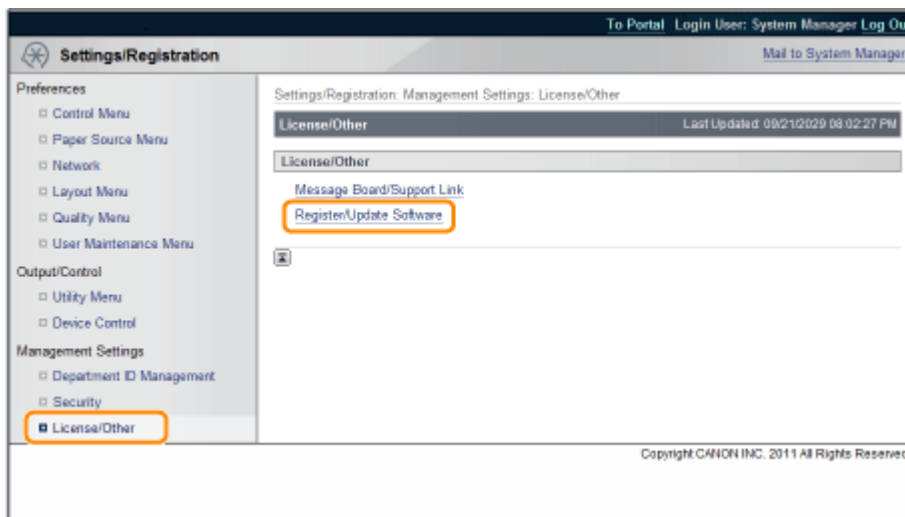 To Portal Login User: System Manager Log Ou
Settings/Registration
Mail to System Manager
Preferences
Control Menu
Paper Source Menu
Network
Layout Menu
Quality Menu
User Maintenance Menu
Output/Control
Utility Menu
Device Control
Management Settings
Department ID Management
Security
License/Other
Settings/Registration: Management Settings: License/Other
License/Other
Last Updated: 09/21/2029 08:02:27 PM
License/Other
Message Board/Support Link
Register/Update Software
Copyright CANON INC. 2011 All Rights Reserved